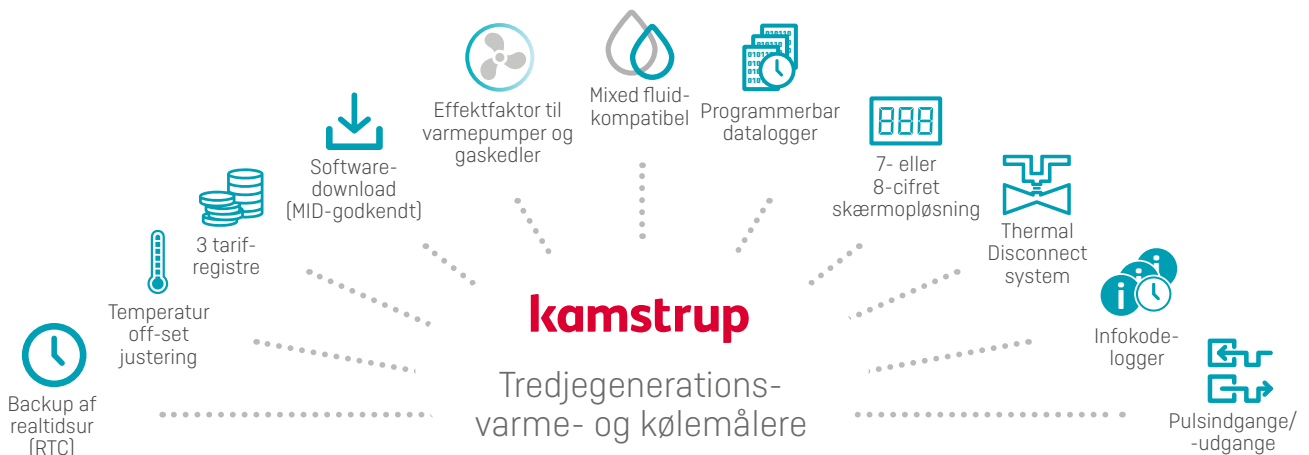 Backup af
realtidsur
(RTC)
Temperatur
off-set
justering
3 tarif-
registre
Software-
download
(MID-godkendt)
Effektfaktor til
varmepumper og
gaskedler
Mixed fluid-
kompatibel
Programmerbar
datalogger
7- eller
8-cifret
skærmopløsning
Thermal
Disconnect
system
Infokode-
logger
Pulsindgange/
-udgange
kamstrup
Tredjegenerations-
varme- og kølemålere